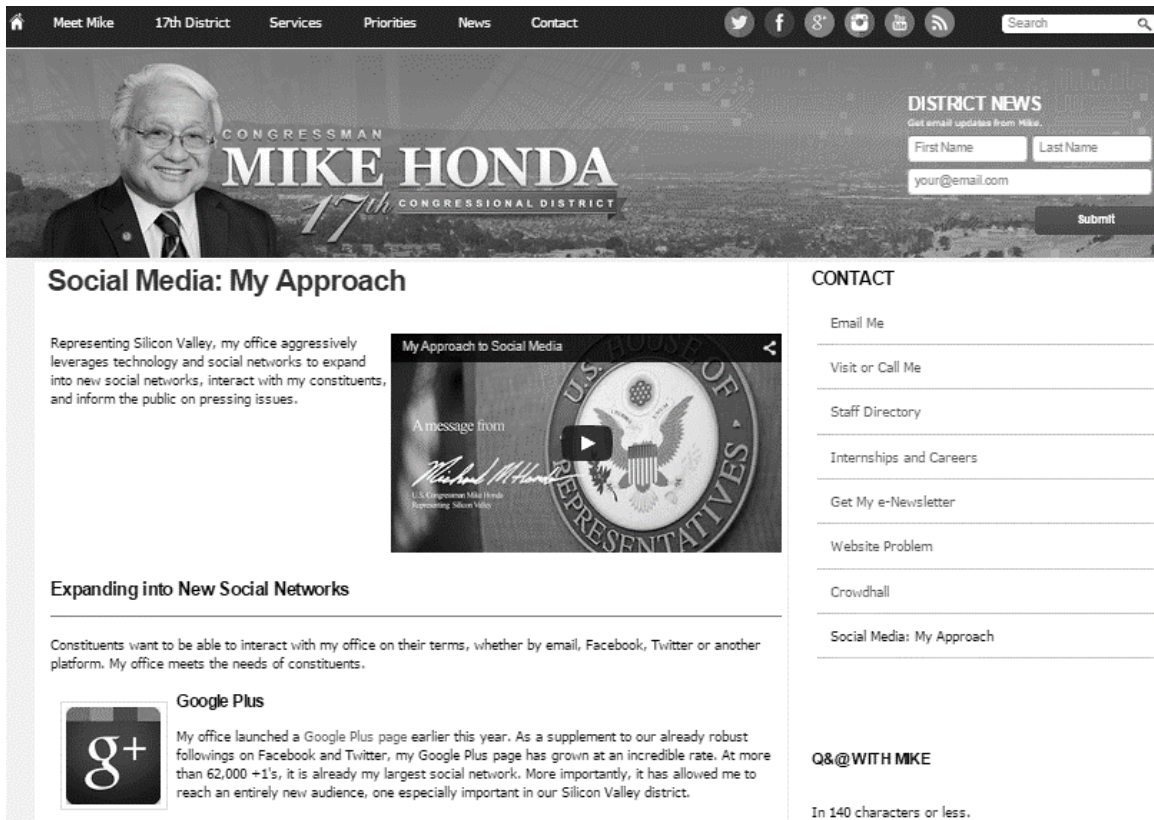 Meet Mike 17th District Services Priorities News Contact
Search
CONGRESSMAN
MIKE HONDA
17th CONGRESSIONAL DISTRICT
DISTRICT NEWS
Get email updates from Mike.
First Name Last Name
your@email.com
Submit
Social Media: My Approach
Representing Silicon Valley, my office aggressively
leverages technology and social networks to expand
into new social networks, interact with my constituents,
and inform the public on pressing issues.
My Approach to Social Media
U.S. HOUSE OF
REPRESENTATIVES
A message from
Michael M Honda
U.S. Congressman Mike Honda
Representing Silicon Valley
Expanding into New Social Networks
Constituents want to be able to interact with my office on their terms, whether by email, Facebook, Twitter or another
platform. My office meets the needs of constituents.
g+
Google Plus
My office launched a Google Plus page earlier this year. As a supplement to our already robust
followings on Facebook and Twitter, my Google Plus page has grown at an incredible rate. At more
than 62,000 +1's, it is already my largest social network. More importantly, it has allowed me to
reach an entirely new audience, one especially important in our Silicon Valley district.
CONTACT
Email Me
Visit or Call Me
Staff Directory
Internships and Careers
Get My e-Newsletter
Website Problem
Crowdhall
Social Media: My Approach
Q&@ WITH MIKE
In 140 characters or less.